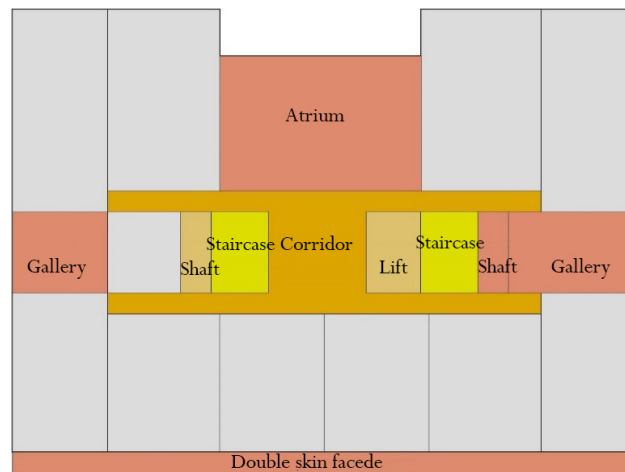 Atrium
Staircase Corridor
Staircase
Gallery
Shaft
Lift
Shaft
Gallery
Double skin facede